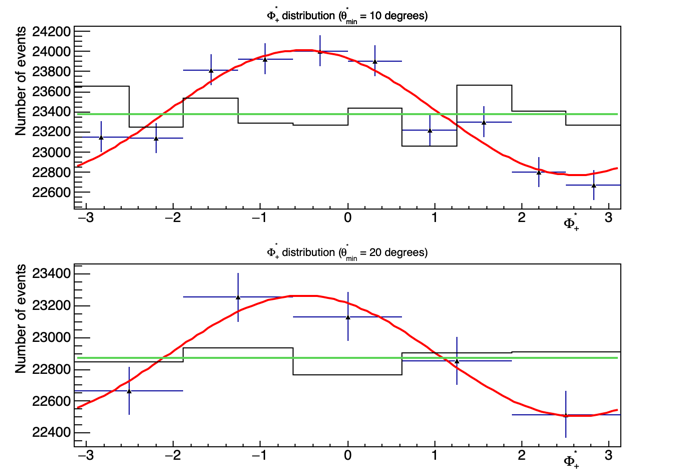 Φ*+ distribution (θ*min = 10 degrees)
Number of events
24200
24000
23800
23600
23400
23200
23000
22800
22600
−3 −2 −1 0 1 2 3
Φ*+
Φ*+ distribution (θ*min = 20 degrees)
Number of events
23400
23200
23000
22800
22600
22400
−3 −2 −1 0 1 2 3
Φ*+